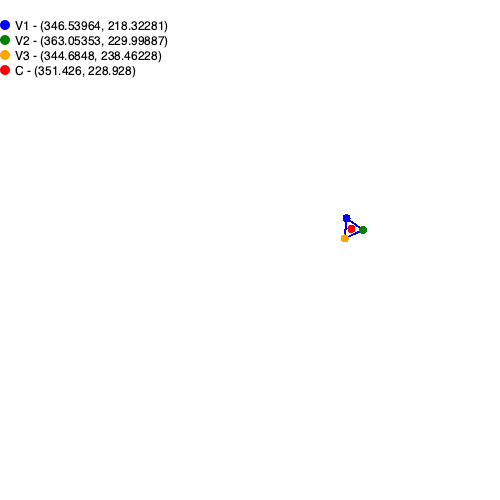 V1 - (346.53964, 218.32281)
V2 - (363.05353, 229.99887)
V3 - (344.6848, 238.46228)
C - (351.426, 228.928)